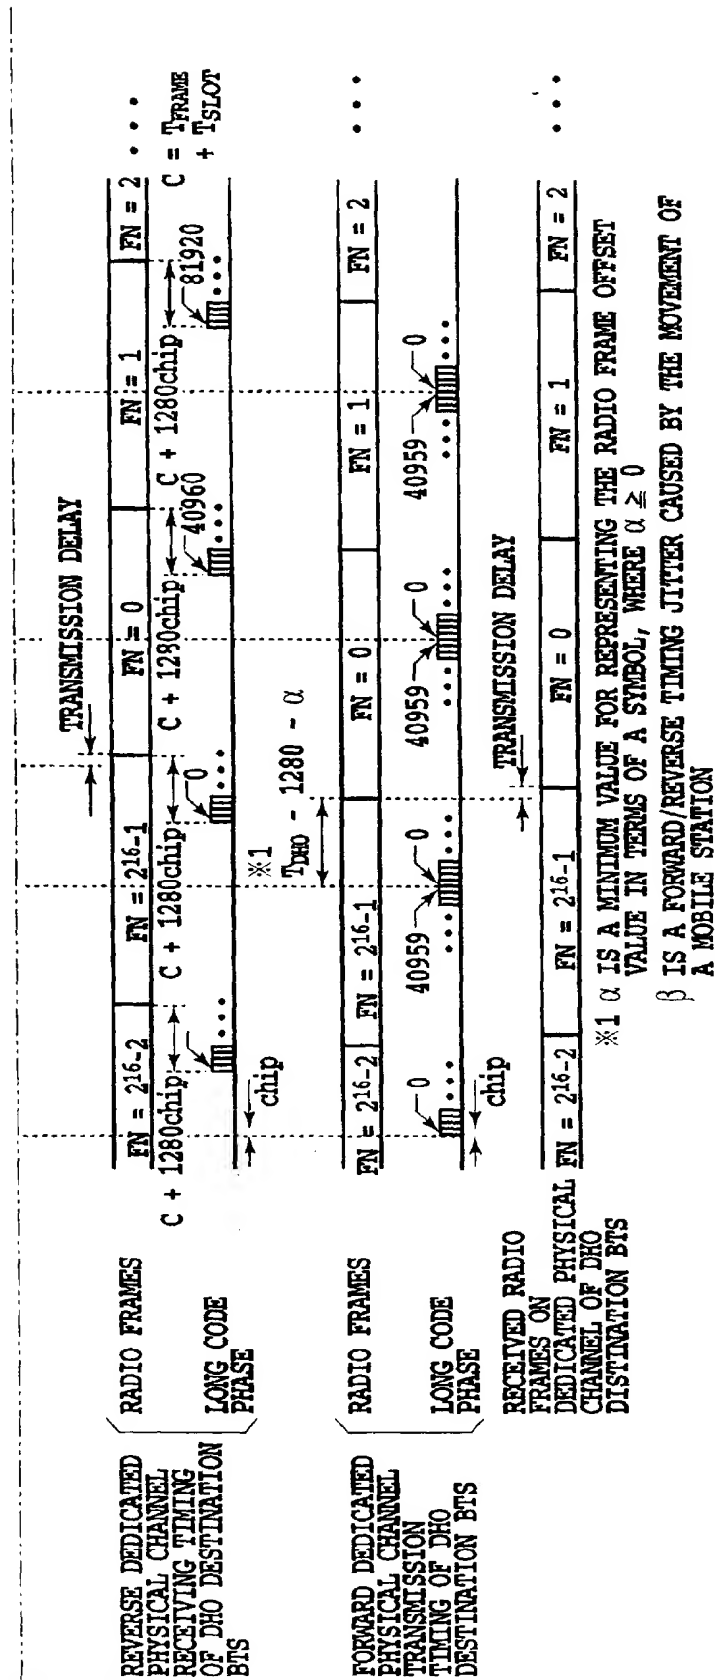 REVERSE DEDICATED
PHYSICAL CHANNEL
RECEIVING TIMING
OF DHO DESTINATION
BTS
RADIO FRAMES
FN = 2^16-2
FN = 2^16-1
FN = 0
FN = 1
FN = 2
TRANSMISSION DELAY
C + 1280chip
C + 1280chip
C + 1280chip
C + 1280chip
C + 1280chip
C = T_FRAME
+ T_SLOT
LONG CODE
PHASE
0
40960
81920
chip
※1
T_DHO - 1280 - α
FORWARD DEDICATED
PHYSICAL CHANNEL
TRANSMISSION
TIMING OF DHO
DESTINATION BTS
RADIO FRAMES
FN = 2^16-2
FN = 2^16-1
FN = 0
FN = 1
FN = 2
LONG CODE
PHASE
0
40959
0
40959
0
40959
0
chip
TRANSMISSION DELAY
RECEIVED RADIO
FRAMES ON
DEDICATED PHYSICAL
CHANNEL OF DHO
DISTINATION BTS
FN = 2^16-2
FN = 2^16-1
FN = 0
FN = 1
FN = 2
※1 α IS A MINIMUM VALUE FOR REPRESENTING THE RADIO FRAME OFFSET
VALUE IN TERMS OF A SYMBOL, WHERE α ≧ 0
β IS A FORWARD/REVERSE TIMING JITTER CAUSED BY THE MOVEMENT OF
A MOBILE STATION